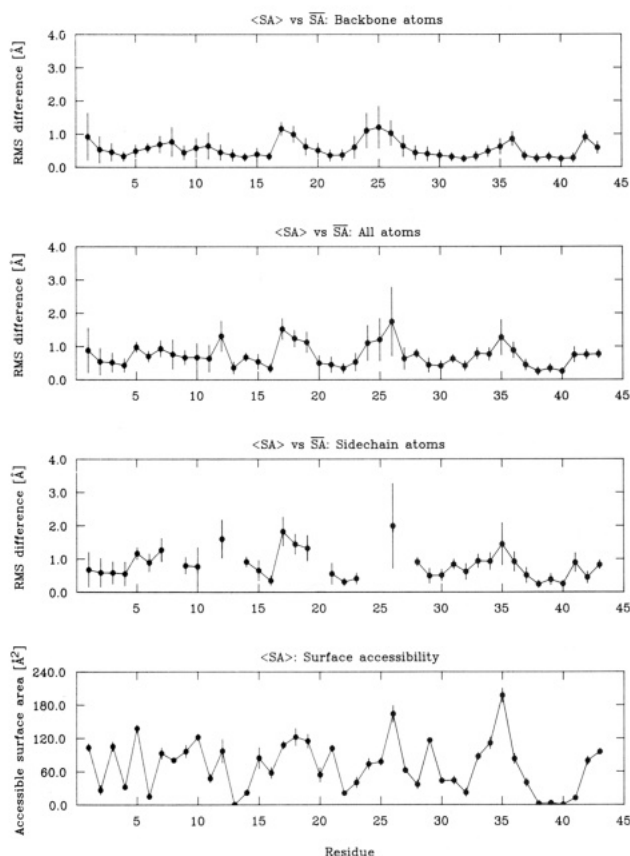 <SA> vs S̅A̅: Backbone atoms
RMS difference [Å]
4.0
3.0
2.0
1.0
0.0
5 10 15 20 25 30 35 40 45
<SA> vs S̅A̅: All atoms
RMS difference [Å]
4.0
3.0
2.0
1.0
0.0
5 10 15 20 25 30 35 40 45
<SA> vs S̅A̅: Sidechain atoms
RMS difference [Å]
4.0
3.0
2.0
1.0
0.0
5 10 15 20 25 30 35 40 45
<SA>: Surface accessibility
Accessible surface area [Å²]
240.0
180.0
120.0
60.0
0.0
5 10 15 20 25 30 35 40 45
Residue